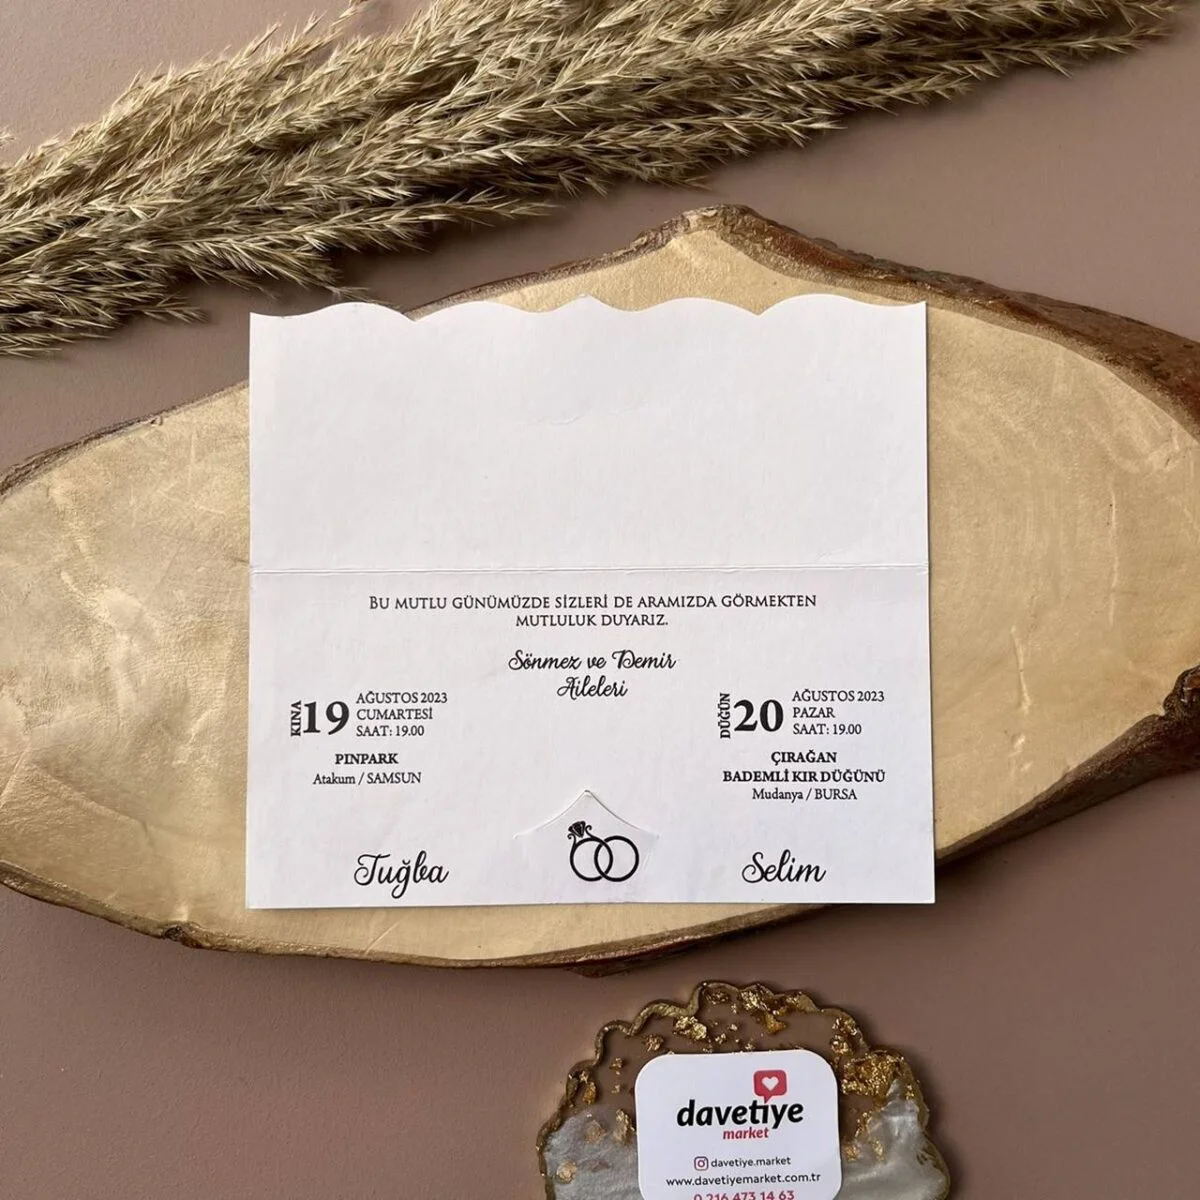 BU MUTLU GÜNÜMÜZDE SİZLERİ DE ARAMIZDA GÖRMEKTEN
MUTLULUK DUYARIZ.
Sönmez ve Demir
Aileleri
KINA
19
AĞUSTOS 2023
CUMARTESİ
SAAT: 19.00
PINPARK
Atakum / SAMSUN
DÜĞÜN
20
AĞUSTOS 2023
PAZAR
SAAT: 19.00
ÇIRAĞAN
BADEMLİ KIR DÜĞÜNÜ
Mudanya / BURSA
Tuğba
Selim
davetiye
market
davetiye.market
www.davetiyemarket.com.tr
0 216 473 14 63